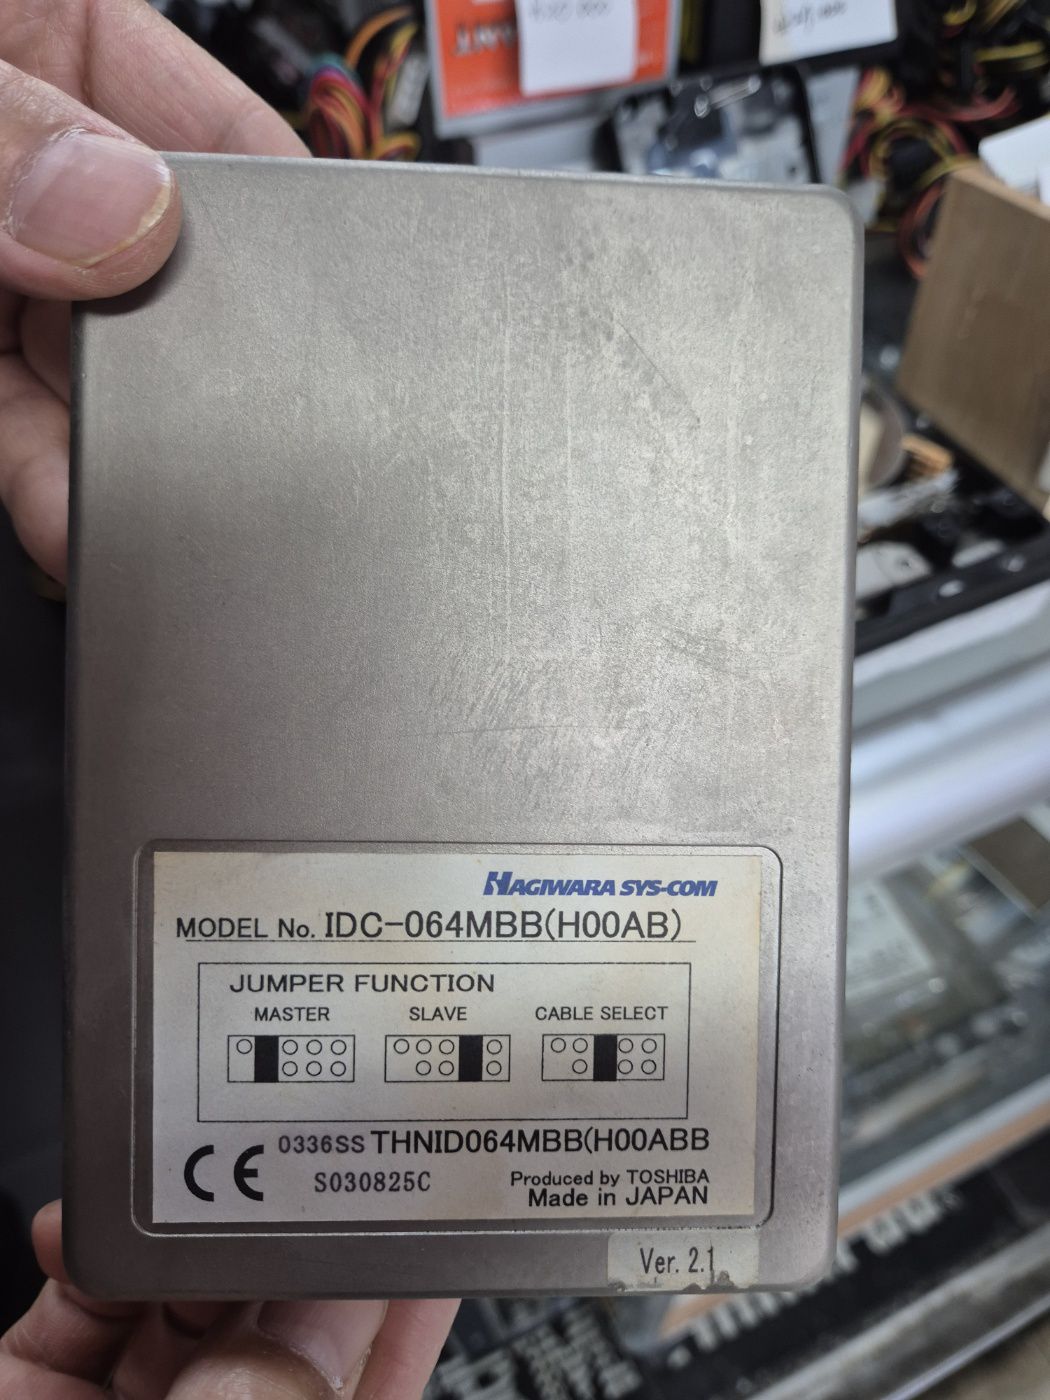 HAGIWARA SYS-COM
MODEL No. IDC-064MBB(H00AB)
JUMPER FUNCTION
MASTER SLAVE CABLE SELECT
0336SS THNID064MBB(H00ABB
CE S030825C
Produced by TOSHIBA
Made in JAPAN
Ver. 2.1